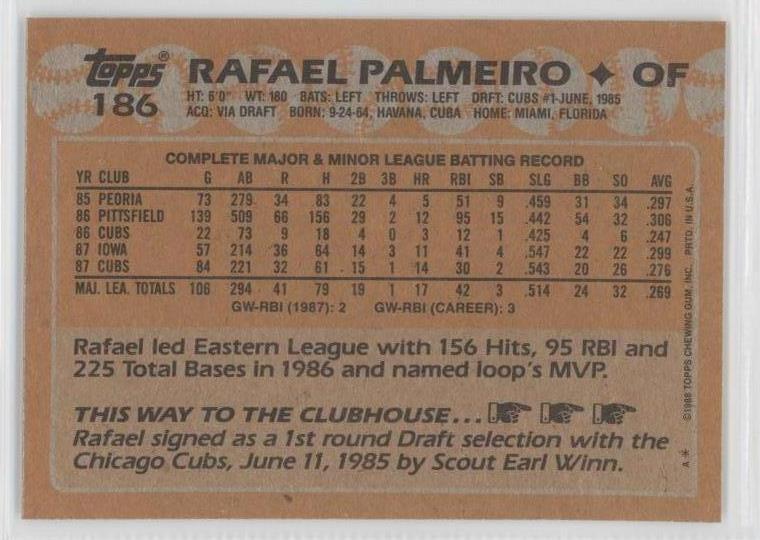 Topps® RAFAEL PALMEIRO ✦ OF
186 HT: 6'0" WT: 180 BATS: LEFT THROWS: LEFT DRFT: CUBS #1-JUNE, 1985
ACQ: VIA DRAFT BORN: 9-24-64, HAVANA, CUBA HOME: MIAMI, FLORIDA
COMPLETE MAJOR & MINOR LEAGUE BATTING RECORD
YR CLUB G AB R H 2B 3B HR RBI SB SLG BB SO AVG
85 PEORIA 73 279 34 83 22 4 5 51 9 .459 31 34 .297
86 PITTSFIELD 139 509 66 156 29 2 12 95 15 .442 54 32 .306
86 CUBS 22 73 9 18 4 0 3 12 1 .425 4 6 .247
87 IOWA 57 214 36 64 14 3 11 41 4 .547 22 22 .299
87 CUBS 84 221 32 61 15 1 14 30 2 .543 20 26 .276
MAJ. LEA. TOTALS 106 294 41 79 19 1 17 42 3 .514 24 32 .269
GW-RBI (1987): 2 GW-RBI (CAREER): 3
Rafael led Eastern League with 156 Hits, 95 RBI and
225 Total Bases in 1986 and named loop's MVP.
THIS WAY TO THE CLUBHOUSE...
Rafael signed as a 1st round Draft selection with the
Chicago Cubs, June 11, 1985 by Scout Earl Winn.
A* ©1988 TOPPS CHEWING GUM, INC. PRTD. IN U.S.A.